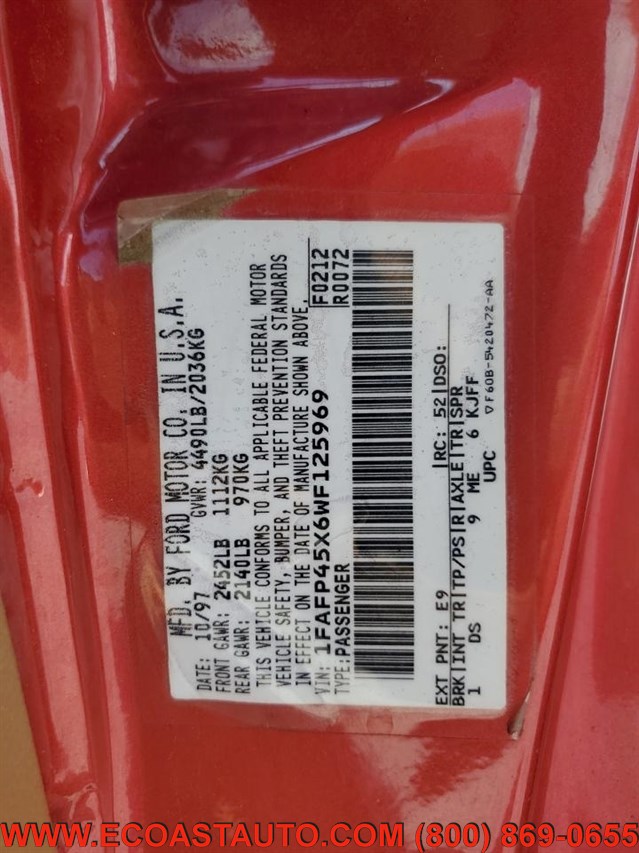 MFD. BY FORD MOTOR CO. IN U.S.A.
DATE: 10/97 GVWR: 4490LB/2036KG
FRONT GAWR: 2452LB 1112KG
REAR GAWR: 2140LB 970KG
THIS VEHICLE CONFORMS TO ALL APPLICABLE FEDERAL MOTOR
VEHICLE SAFETY, BUMPER, AND THEFT PREVENTION STANDARDS
IN EFFECT ON THE DATE OF MANUFACTURE SHOWN ABOVE.
VIN: 1FAFP45X6WF125969 F0212
TYPE: PASSENGER R0072
EXT PNT: E9 RC: 52 DSO:
BRK INT TR TP/PS R AXLE TR SPR
1 DS 9 ME 6 KJFF
UPC ▽F60B-5420472-AA
WWW.ECOASTAUTO.COM (800) 869-0655